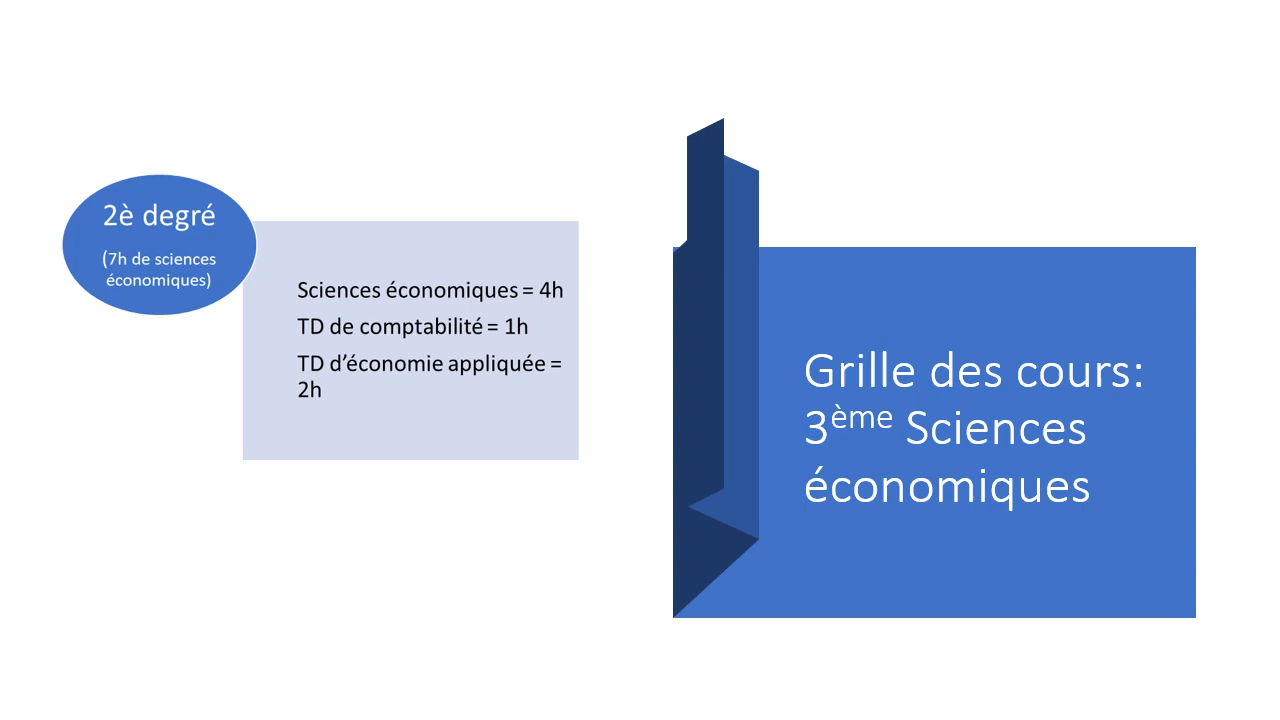 2è degré
(7h de sciences
économiques)
Sciences économiques = 4h
TD de comptabilité = 1h
TD d’économie appliquée =
2h
Grille des cours:
3ème Sciences
économiques